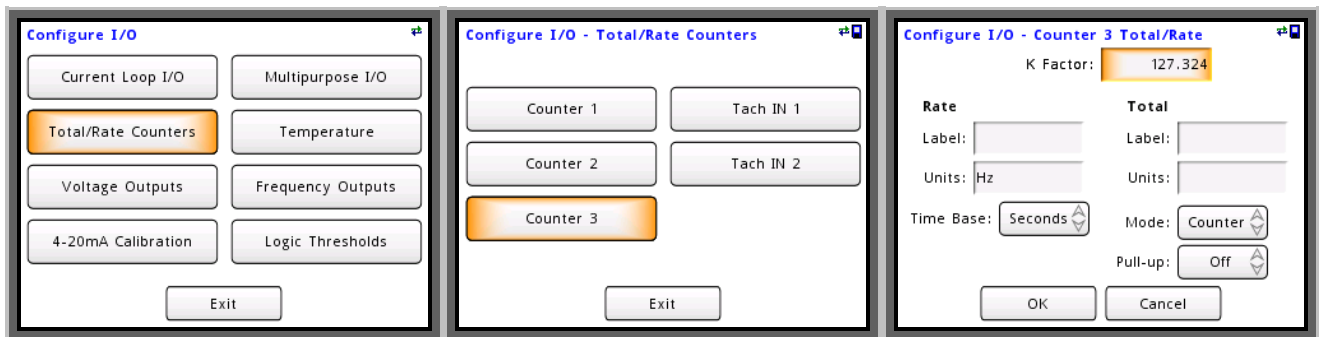 Configure I/O
Current Loop I/O
Multipurpose I/O
Total/Rate Counters
Temperature
Voltage Outputs
Frequency Outputs
4-20mA Calibration
Logic Thresholds
Exit
Configure I/O - Total/Rate Counters
Counter 1
Tach IN 1
Counter 2
Tach IN 2
Counter 3
Exit
Configure I/O - Counter 3 Total/Rate
K Factor: 127.324
Rate
Total
Label:
Label:
Units: Hz
Units:
Time Base: Seconds
Mode: Counter
Pull-up: Off
OK
Cancel